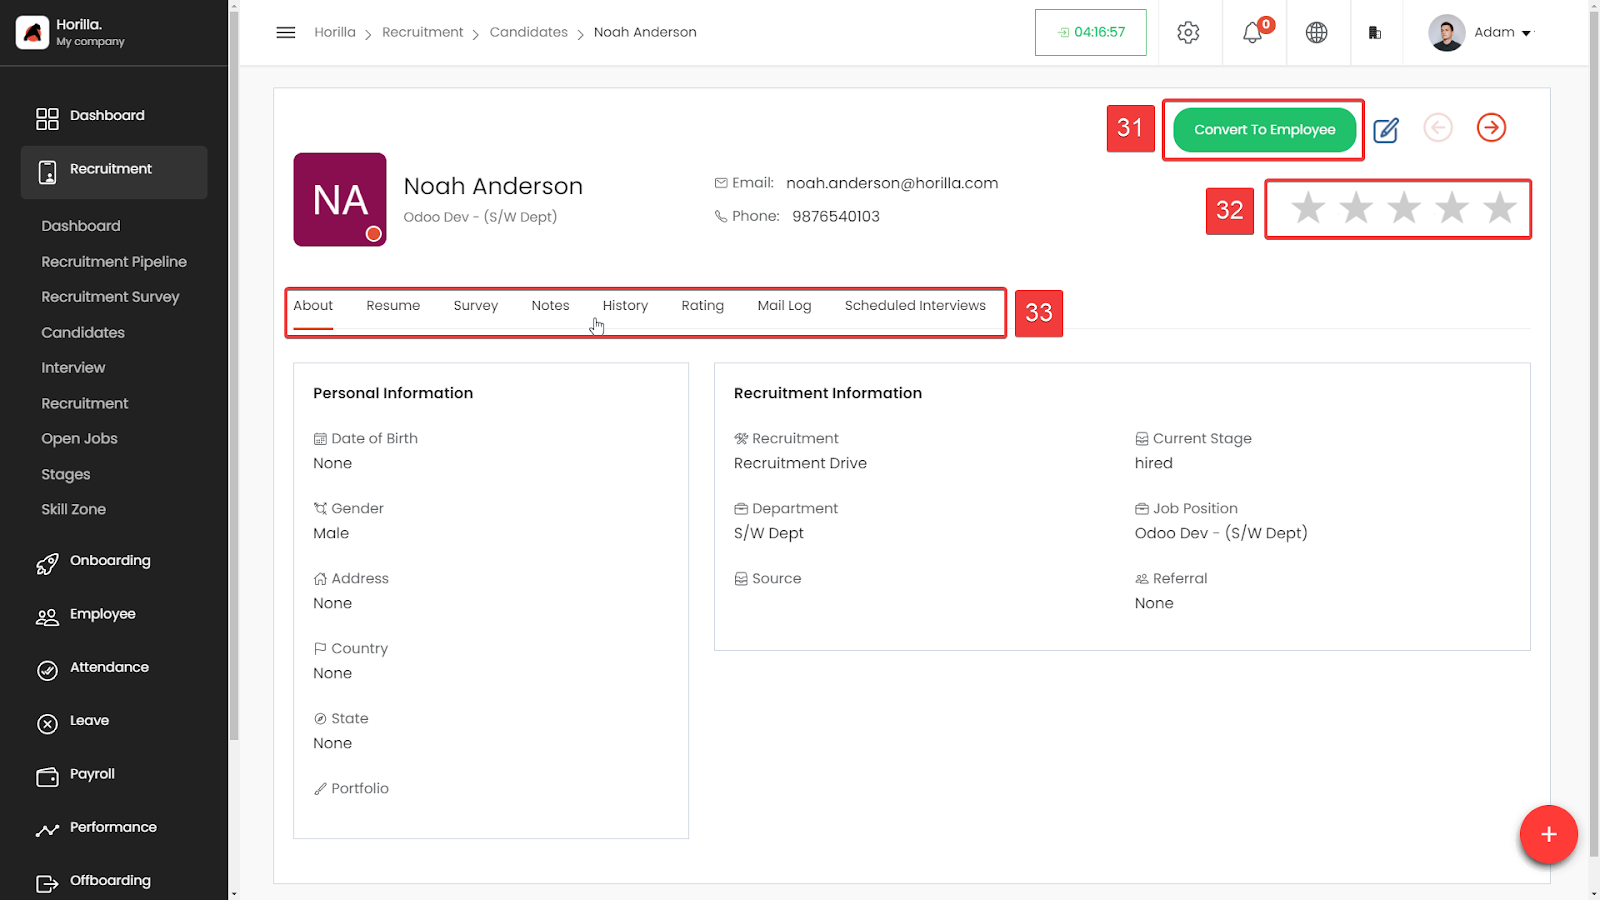 Horilla.
My company
Horilla > Recruitment > Candidates > Noah Anderson
04:16:57
0
Adam
Dashboard
Recruitment
Dashboard
Recruitment Pipeline
Recruitment Survey
Candidates
Interview
Recruitment
Open Jobs
Stages
Skill Zone
Onboarding
Employee
Attendance
Leave
Payroll
Performance
Offboarding
31
Convert To Employee
NA
Noah Anderson
Odoo Dev - (S/W Dept)
Email: noah.anderson@horilla.com
Phone: 9876540103
32
About Resume Survey Notes History Rating Mail Log Scheduled Interviews
33
Personal Information
Date of Birth
None
Gender
Male
Address
None
Country
None
State
None
Portfolio
Recruitment Information
Recruitment
Recruitment Drive
Current Stage
hired
Department
S/W Dept
Job Position
Odoo Dev - (S/W Dept)
Source
Referral
None
+